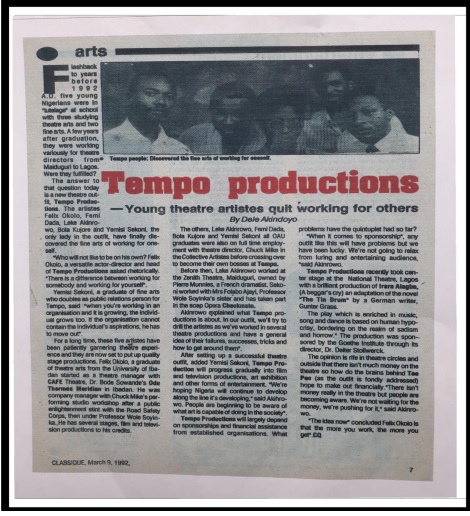 arts
Flashback
to years
before
1992
A.D. five young
Nigerians were in
"tutelage" at school
with three studying
theatre arts and two
fine arts. A few years
after graduation,
they were working
variously for theatre
directors from
Maiduguri to Lagos.
Were they fulfilled?
The answer to
that question today
is a new theatre out-
fit, Tempo Produc-
tions. The artistes
Felix Okolo, Femi
Dada, Leke Akinro-
wo, Bola Kujore and Yemisi Sekoni, the
only lady in the outfit, have finally dis-
covered the fine arts of working for one-
self.
"Who will not like to be on his own? Felix
Okolo, a versatile actor-director and head
of Tempo Productions asked rhetorically.
"There is a difference between working for
somebody and working for yourself".
Yemisi Sekoni, a graduate of fine arts
who doubles as public relations person for
Tempo, said "when you're working in an
organisation and it is growing, the individ-
ual grows too. If the organisation cannot
contain the individual's aspirations, he has
to move out".
For a long time, these five artistes have
been patiently garnering theatre experi-
ence and they are now set to put up quality
stage productions. Felix Okolo, a graduate
of theatre arts from the University of Iba-
dan started as a theatre manager with
CAFE Theatre, Dr. Bode Sowande's Odu
Themes Meridian in Ibadan. He was
company manager with Chuck Mike's per-
forming studio workshop after a public
enlightenment stint with the Road Safety
Corps, then under Professor Wole Soyin-
ka. He has several stages, film and televi-
sion productions to his credits.
Tempo people: Discovered the fine arts of working for oneself.
Tempo productions
—Young theatre artistes quit working for others
By Dele Akindoyo
The others, Leke Akinrowo, Femi Dada,
Bola Kujore and Yemisi Sekoni all OAU
graduates were also on full time employ-
ment with theatre director, Chuck Mike in
the Collective Artistes before crossing over
to become their own bosses at Tempo.
Before then, Leke Akinrowo worked at
the Zenith Theatre, Maiduguri, owned by
Pierre Munnies, a French dramatist. Seko-
ni worked with Mrs Folajoo Ajayi, Professor
Wole Soyinka's sister and has taken part
in the soap Opera Checkmate.
Akinrowo explained what Tempo pro-
ductions is about. In our outfit, we'll try to
drill the artistes as we've worked in several
theatre productions and have a general
idea of their failures, successes, tricks and
how to get around them".
After setting up a successful theatre
outfit, added Yemisi Sekoni, Tempo Pro-
duction will progress gradually into film
and television productions, an exhibition
and other forms of entertainment. "We're
hoping Nigeria will continue to develop
along the line it's developing," said Akinro-
wo. People are beginning to be aware of
what art is capable of doing in the society".
Tempo Productions will largely depend
on sponsorships and financial assistance
from established organisations. What
problems have the quintuplet had so far?
"When it comes to sponsorship", any
outfit like this will have problems but we
have been lucky. We're not going to relax
from luring and entertaining audience",
said Akinrowo.
Tempo Productions recently took cen-
ter stage at the National Theatre, Lagos
with a brilliant production of
(A beggar's cry) an adaptation of the novel
"The Tin Drum" by a German writer,
Gunter Grass.
The play which is enriched in music,
song and dance is based on human hypo-
crisy, bordering on the realm of sadism
and horrow." The production was spon-
sored by the Goethe Institute through its
director, Dr. Dieter Stollwerck.
The opinion is rife in theatre circles and
outside that there isn't much money on the
theatre so how do the brains behind Tem
Pee (as the outfit is fondly addressed)
hope to make out financially. "There isn't
money really in the theatre but people are
becoming aware. We're not waiting for the
money, we're pushing for it," said Akinro-
wo.
"The idea now" concluded Felix Okolo is
that the more you work, the more you
get".CQ
CLASSIQUE, March 9, 1992,
7